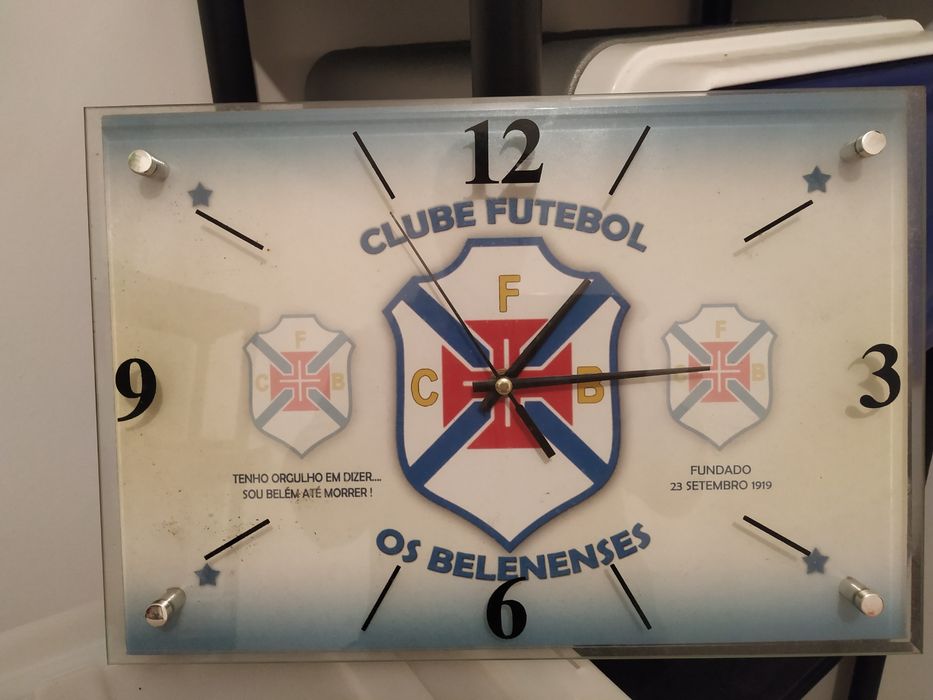 12
CLUBE FUTEBOL
F
C B
F
C B
F
C B
9
3
TENHO ORGULHO EM DIZER....
SOU BELÉM ATÉ MORRER !
FUNDADO
23 SETEMBRO 1919
OS BELENENSES
6